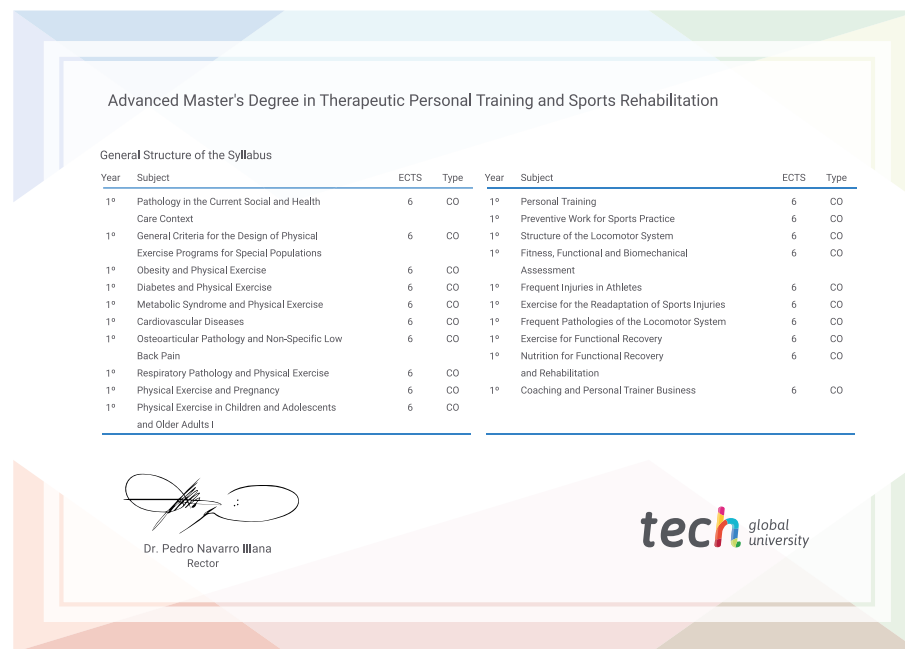 Advanced Master's Degree in Therapeutic Personal Training and Sports Rehabilitation
General Structure of the Syllabus
Year Subject ECTS Type
1º Pathology in the Current Social and Health 6 CO
Care Context
1º General Criteria for the Design of Physical 6 CO
Exercise Programs for Special Populations
1º Obesity and Physical Exercise 6 CO
1º Diabetes and Physical Exercise 6 CO
1º Metabolic Syndrome and Physical Exercise 6 CO
1º Cardiovascular Diseases 6 CO
1º Osteoarticular Pathology and Non-Specific Low 6 CO
Back Pain
1º Respiratory Pathology and Physical Exercise 6 CO
1º Physical Exercise and Pregnancy 6 CO
1º Physical Exercise in Children and Adolescents 6 CO
and Older Adults I
Year Subject ECTS Type
1º Personal Training 6 CO
1º Preventive Work for Sports Practice 6 CO
1º Structure of the Locomotor System 6 CO
1º Fitness, Functional and Biomechanical 6 CO
Assessment
1º Frequent Injuries in Athletes 6 CO
1º Exercise for the Readaptation of Sports Injuries 6 CO
1º Frequent Pathologies of the Locomotor System 6 CO
1º Exercise for Functional Recovery 6 CO
1º Nutrition for Functional Recovery 6 CO
and Rehabilitation
1º Coaching and Personal Trainer Business 6 CO
Dr. Pedro Navarro Illana
Rector
tech global
university